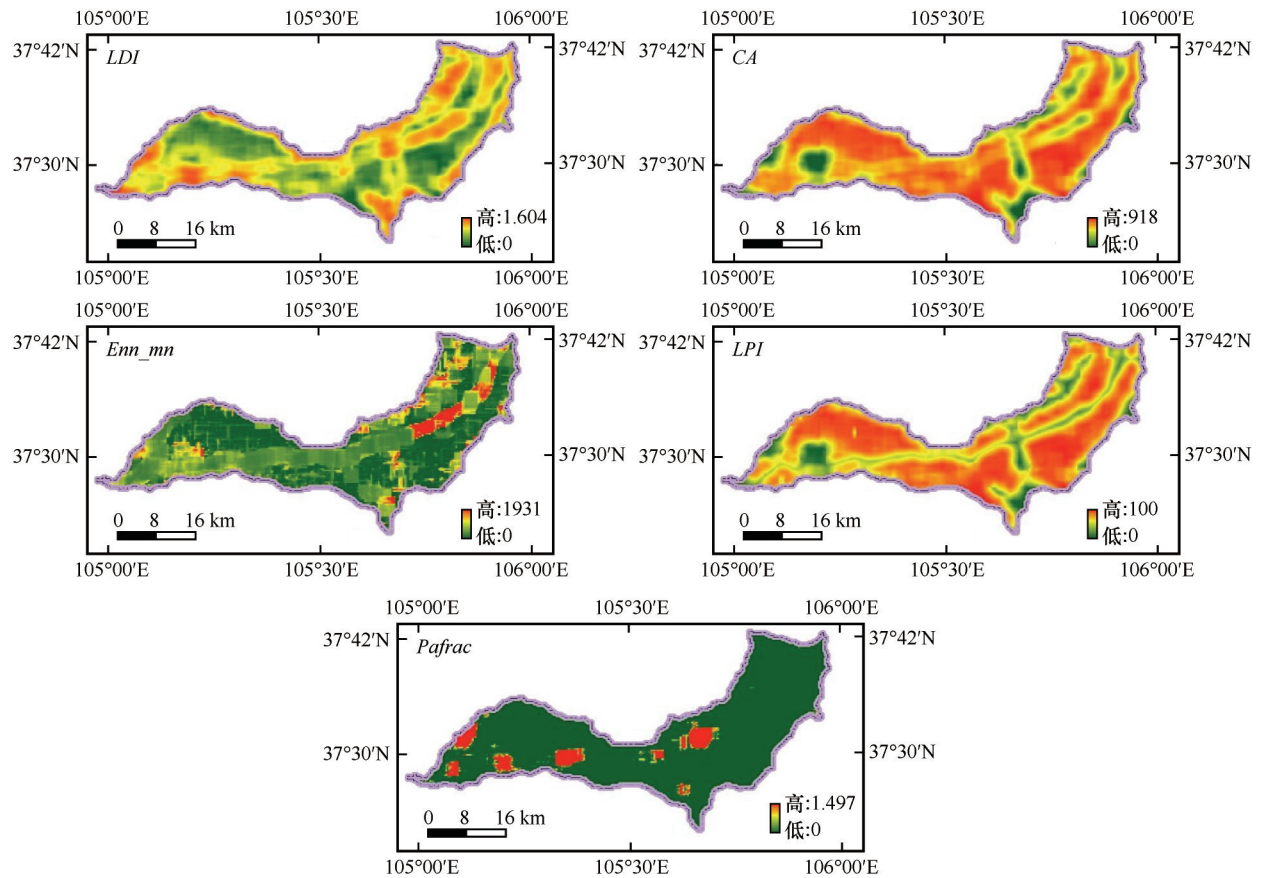 105°00′E 105°30′E 106°00′E
105°00′E 105°30′E 106°00′E
37°42′N LDI 37°42′N
37°42′N CA 37°42′N
37°30′N 37°30′N
37°30′N 37°30′N
0 8 16 km
高:1.604
低:0
0 8 16 km
高:918
低:0
105°00′E 105°30′E 106°00′E
105°00′E 105°30′E 106°00′E
105°00′E 105°30′E 106°00′E
105°00′E 105°30′E 106°00′E
37°42′N Enn_mn 37°42′N
37°42′N LPI 37°42′N
37°30′N 37°30′N
37°30′N 37°30′N
0 8 16 km
高:1931
低:0
0 8 16 km
高:100
低:0
105°00′E 105°30′E 106°00′E
105°00′E 105°30′E 106°00′E
105°00′E 105°30′E 106°00′E
37°42′N Pafrac 37°42′N
37°30′N 37°30′N
0 8 16 km
高:1.497
低:0
105°00′E 105°30′E 106°00′E